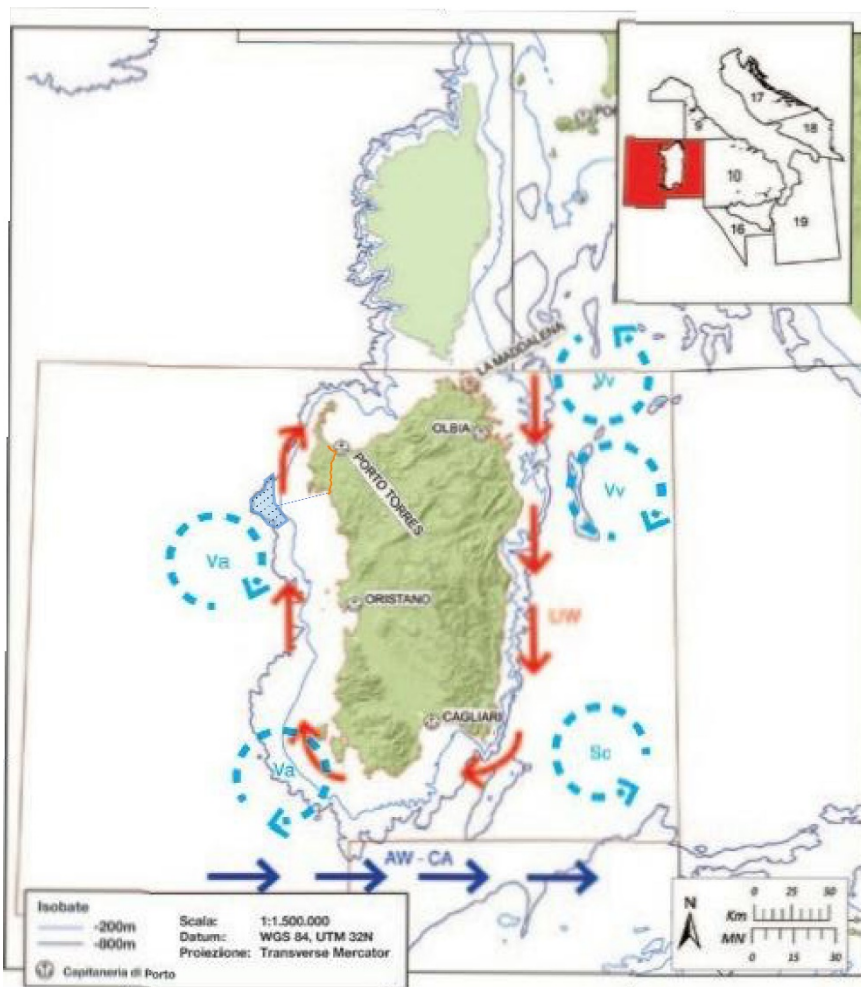 17
9
18
10
19
16
LA MADDALENA
Vv
OLBIA
PORTO TORRES
Vv
Va
ORISTANO
LIW
CAGLIARI
Va
Sc
AW - CA
Isobate
-200m
-800m
Scala: 1:1.500.000
Datum: WGS 84, UTM 32N
Proiezione: Transverse Mercator
Capitaneria di Porto
N
0 25 50
Km
MN
0 15 30